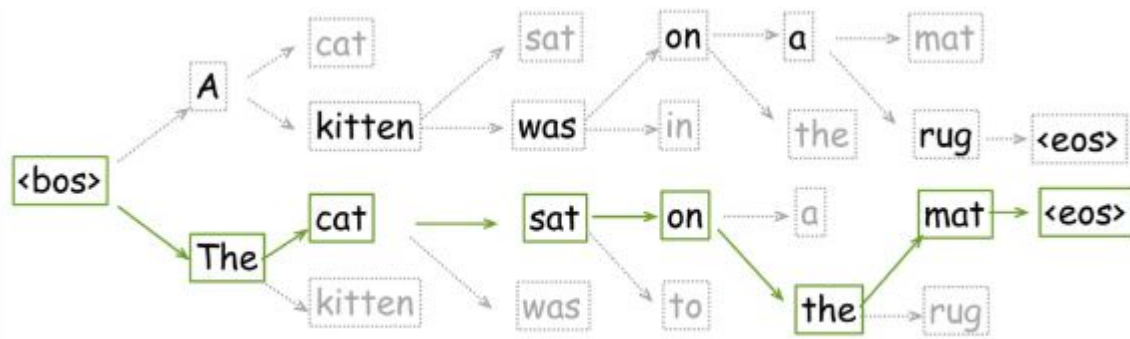 cat sat on a mat
A
kitten was in the rug <eos>
<bos>
cat sat on a mat <eos>
The
kitten was to the rug